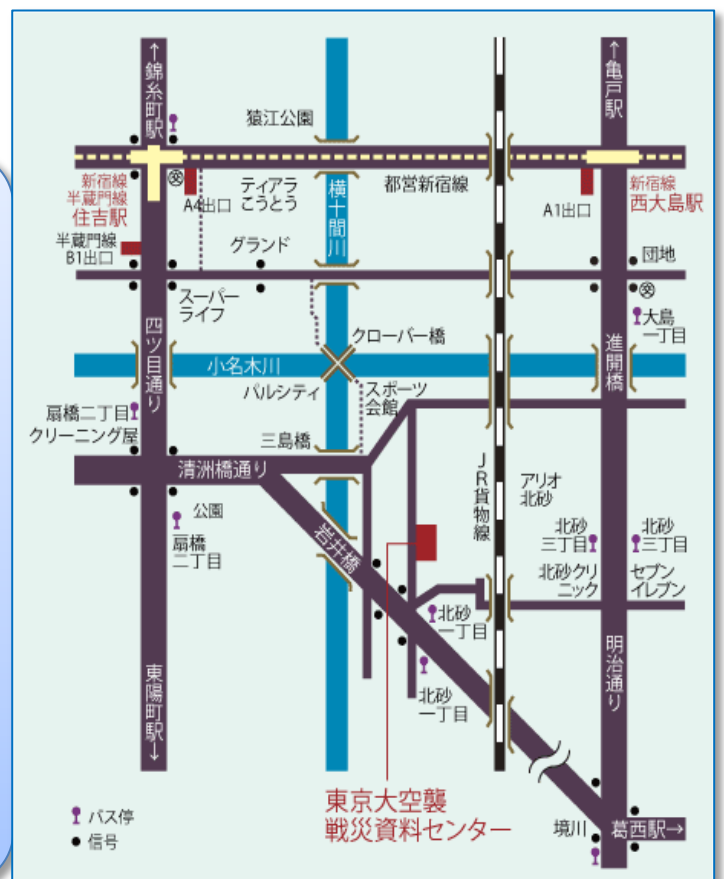 ↑錦糸町駅
↑亀戸駅
猿江公園
新宿線
半蔵門線
住吉駅
A4出口
ティアラ
こうとう
横十間川
都営新宿線
A1出口
新宿線
西大島駅
半蔵門線
B1出口
グランド
団地
スーパー
ライフ
大島
一丁目
四ツ目通り
クローバー橋
進開橋
小名木川
パルシティ
スポーツ
会館
扇橋二丁目
クリーニング屋
三島橋
清洲橋通り
JR貨物線
アリオ
北砂
公園
扇橋
二丁目
岩井橋
北砂
三丁目
北砂
三丁目
北砂クリ
ニック
セブン
イレブン
北砂
一丁目
明治通り
東陽町駅↓
北砂
一丁目
東京大空襲
戦災資料センター
バス停
信号
境川
葛西駅→